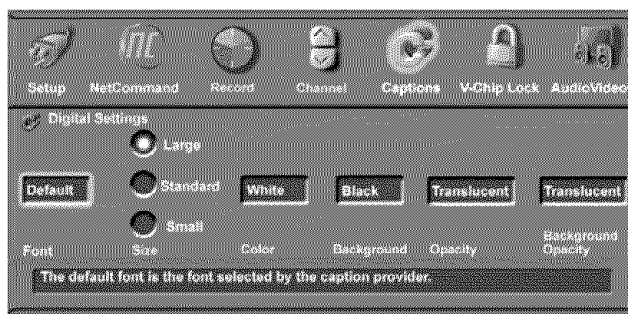 NC
Setup NetCommand Record Channel Captions V-Chip Lock AudioVideo
Digital Settings
Large
Default Standard White Black Translucent Translucent
Small
Font Size Color Background Opacity Background Opacity
The default font is the font selected by the caption provider.